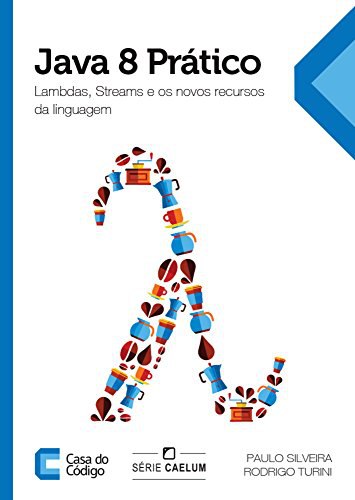 Java 8 Prático
Lambdas, Streams e os novos recursos
da linguagem
Casa do
Código
SÉRIE CAELUM
PAULO SILVEIRA
RODRIGO TURINI